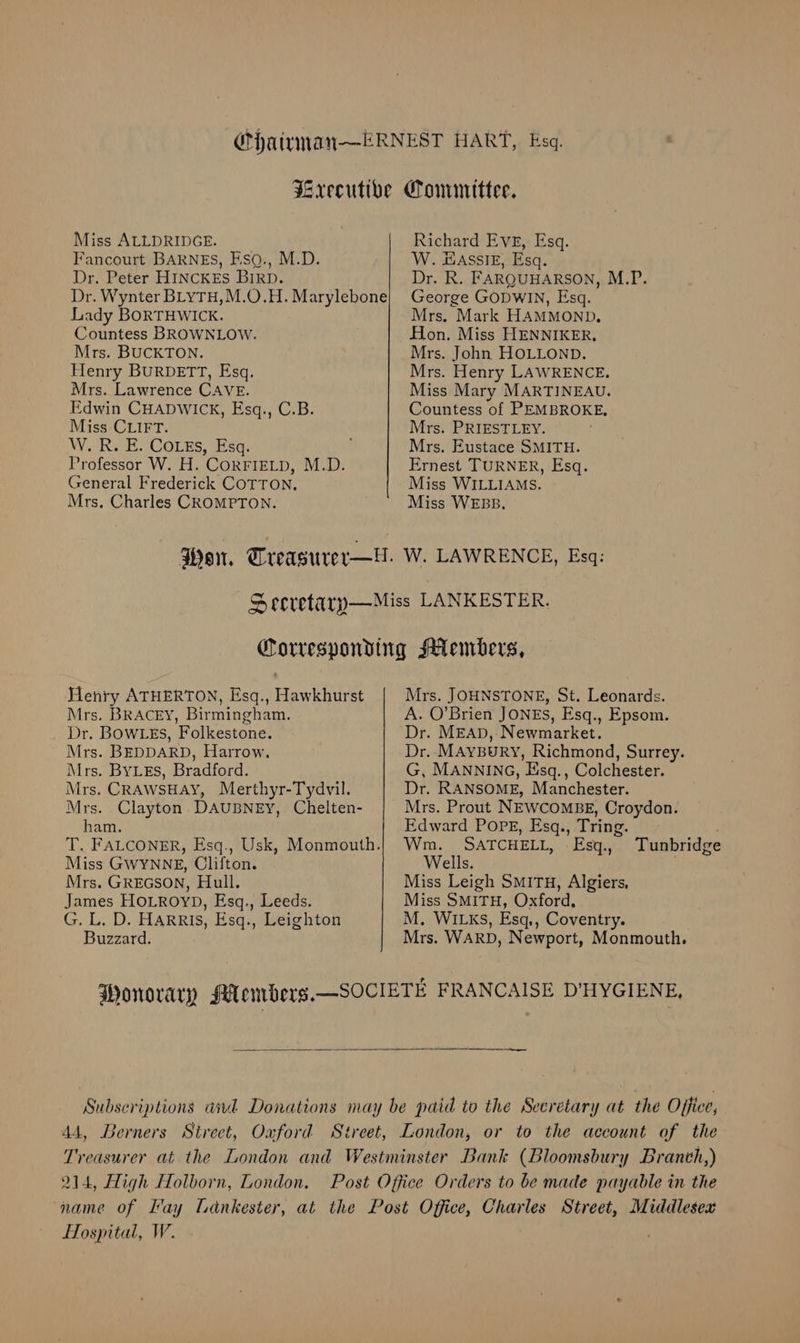 Chairman—ERNEST HART, Esq.
Executive Committee.
Miss ALLDRIDGE.
Fancourt BARNES, ESQ., M.D.
Dr. Peter HINCKES BIRD.
Dr. Wynter BLYTH, M.O.H. Marylebone
Lady BORTHWICK.
Countess BROWNLOW.
Mrs. BUCKTON.
Henry BURDETT, Esq.
Mrs. Lawrence CAVE.
Edwin CHADWICK, Esq., C.B.
Miss CLIFT.
W. R. E. COLES, Esq.
Professor W. H. CORFIELD, M.D.
General Frederick COTTON.
Mrs. Charles CROMPTON.
Richard EVE, Esq.
W. EASSIE, Esq.
Dr. R. FARQUHARSON, M.P.
George GODWIN, Esq.
Mrs. Mark HAMMOND.
Hon. Miss HENNIKER.
Mrs. John HOLLOND.
Mrs. Henry LAWRENCE.
Miss Mary MARTINEAU.
Countess of PEMBROKE.
Mrs. PRIESTLEY.
Mrs. Eustace SMITH.
Ernest TURNER, Esq.
Miss WILLIAMS.
Miss WEBB.
Hon. Treasurer—H. W. LAWRENCE, Esq:
Secretary—Miss LANKESTER.
Corresponding Members.
Henry ATHERTON, Esq., Hawkhurst
Mrs. BRACEY, Birmingham.
Dr. BOWLES, Folkestone.
Mrs. BEDDARD, Harrow.
Mrs. BYLES, Bradford.
Mrs. CRAWSHAY, Merthyr-Tydvil.
Mrs. Clayton DAUBNEY, Chelten-
ham.
T. FALCONER, Esq., Usk, Monmouth.
Miss GWYNNE, Clifton.
Mrs. GREGSON, Hull.
James HOLROYD, Esq., Leeds.
G. L. D. HARRIS, Esq., Leighton
Buzzard.
Mrs. JOHNSTONE, St. Leonards.
A. O'Brien JONES, Esq., Epsom.
Dr. MEAD, Newmarket.
Dr. MAYBURY, Richmond, Surrey.
G, MANNING, Esq., Colchester.
Dr. RANSOME, Manchester.
Mrs. Prout NEWCOMBE, Croydon.
Edward POPE, Esq., Tring.
Wm. SATCHELL, Esq., Tunbridge
Wells.
Miss Leigh SMITH, Algiers.
Miss SMITH, Oxford.
M. WILKS, Esq., Coventry.
Mrs. WARD, Newport, Monmouth.
Honorary Members.—SOCIETÉ FRANCAISE D'HYGIENE,
Subscriptions and Donations may be paid to the Secretary at the Office,
44, Berners Street, Oxford Street, London, or to the account of the
Treasurer at the London and Westminster Bank (Bloomsbury Branch,)
214, High Holborn, London. Post Office Orders to be made payable in the
name of Fay Lankester, at the Post Office, Charles Street, Middlesex
Hospital, W.